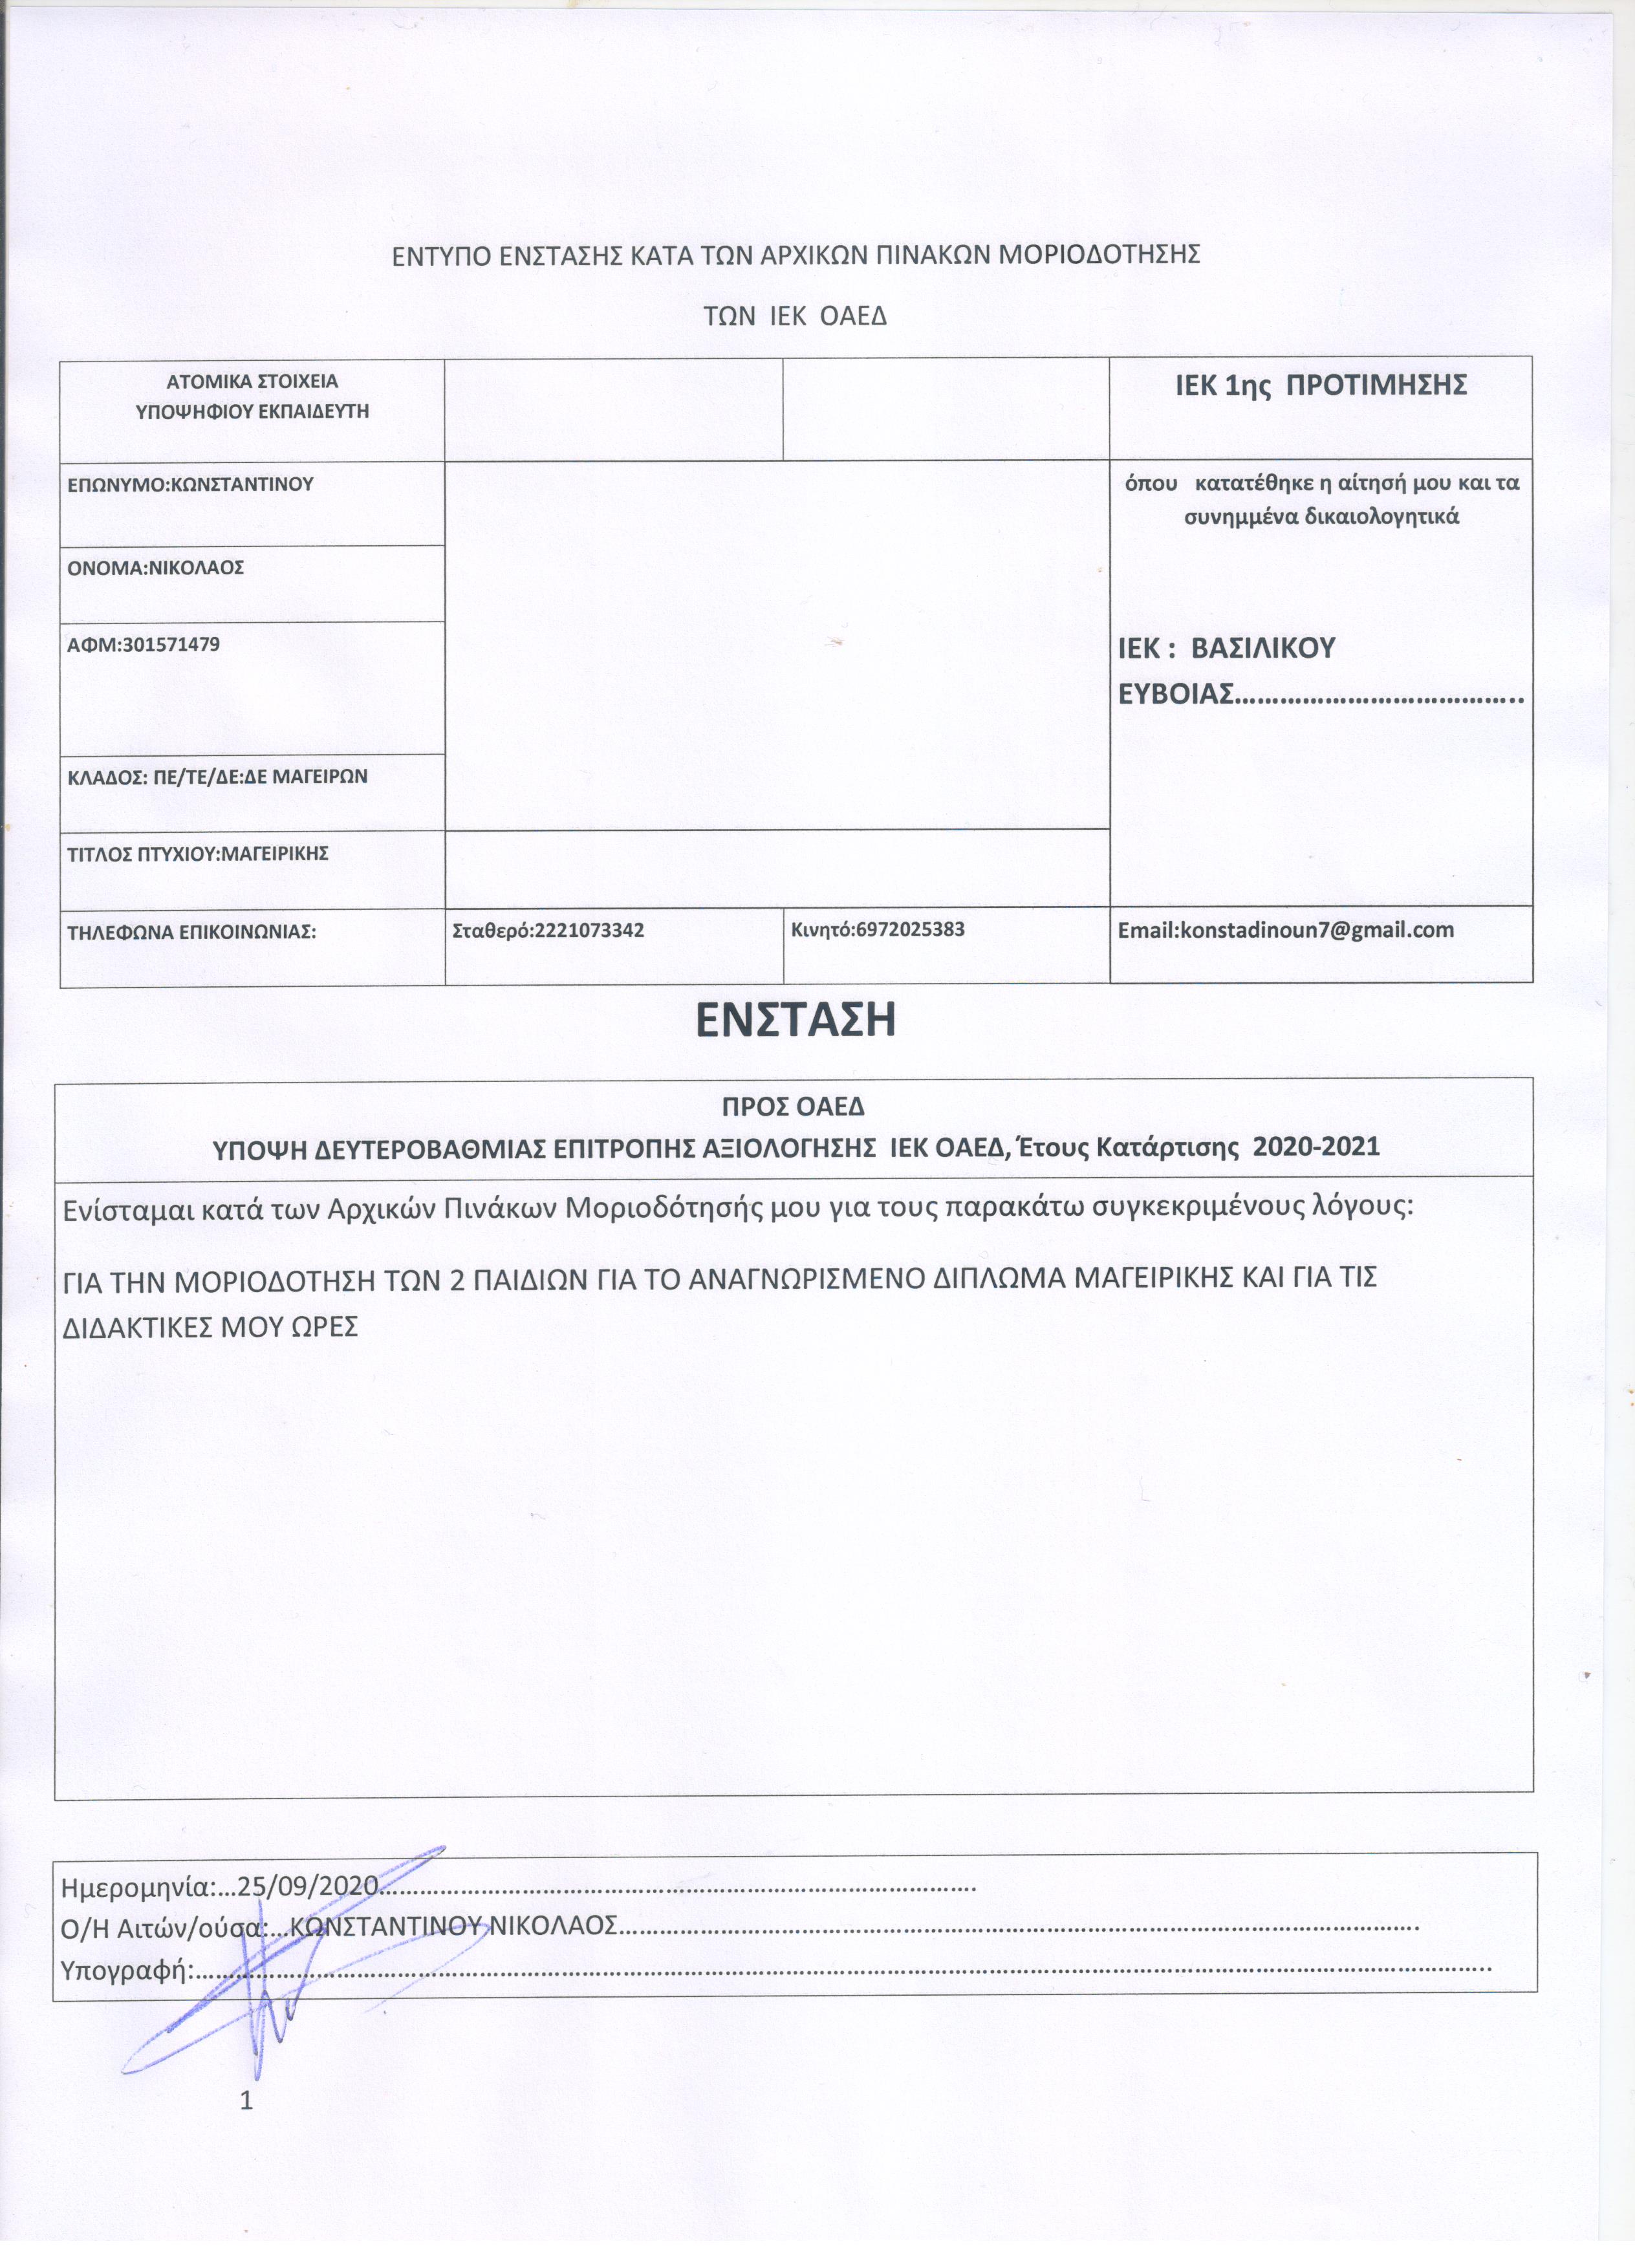 ΕΝΤΥΠΟ ΕΝΣΤΑΣΗΣ ΚΑΤΑ ΤΩΝ ΑΡΧΙΚΩΝ ΠΙΝΑΚΩΝ ΜΟΡΙΟΔΟΤΗΣΗΣ
ΤΩΝ ΙΕΚ ΟΑΕΔ
ΑΤΟΜΙΚΑ ΣΤΟΙΧΕΙΑ
ΥΠΟΨΗΦΙΟΥ ΕΚΠΑΙΔΕΥΤΗ
ΙΕΚ 1ης ΠΡΟΤΙΜΗΣΗΣ
ΕΠΩΝΥΜΟ:ΚΩΝΣΤΑΝΤΙΝΟΥ
όπου κατατέθηκε η αίτησή μου και τα
συνημμένα δικαιολογητικά
ΟΝΟΜΑ:ΝΙΚΟΛΑΟΣ
ΑΦΜ:301571479
ΙΕΚ : ΒΑΣΙΛΙΚΟΥ
ΕΥΒΟΙΑΣ......................................
ΚΛΑΔΟΣ: ΠΕ/ΤΕ/ΔΕ:ΔΕ ΜΑΓΕΙΡΩΝ
ΤΙΤΛΟΣ ΠΤΥΧΙΟΥ:ΜΑΓΕΙΡΙΚΗΣ
ΤΗΛΕΦΩΝΑ ΕΠΙΚΟΙΝΩΝΙΑΣ:
Σταθερό:2221073342
Κινητό:6972025383
Email:konstadinoun7@gmail.com
ΕΝΣΤΑΣΗ
ΠΡΟΣ ΟΑΕΔ
ΥΠΟΨΗ ΔΕΥΤΕΡΟΒΑΘΜΙΑΣ ΕΠΙΤΡΟΠΗΣ ΑΞΙΟΛΟΓΗΣΗΣ ΙΕΚ ΟΑΕΔ, Έτους Κατάρτισης 2020-2021
Ενίσταμαι κατά των Αρχικών Πινάκων Μοριοδότησής μου για τους παρακάτω συγκεκριμένους λόγους:
ΓΙΑ ΤΗΝ ΜΟΡΙΟΔΟΤΗΣΗ ΤΩΝ 2 ΠΑΙΔΙΩΝ ΓΙΑ ΤΟ ΑΝΑΓΝΩΡΙΣΜΕΝΟ ΔΙΠΛΩΜΑ ΜΑΓΕΙΡΙΚΗΣ ΚΑΙ ΓΙΑ ΤΙΣ
ΔΙΔΑΚΤΙΚΕΣ ΜΟΥ ΩΡΕΣ
Ημερομηνία:...25/09/2020..............................................................................
Ο/Η Αιτών/ούσα:...ΚΩΝΣΤΑΝΤΙΝΟΥ ΝΙΚΟΛΑΟΣ..............................................................................
Υπογραφή:..............................................................................
1